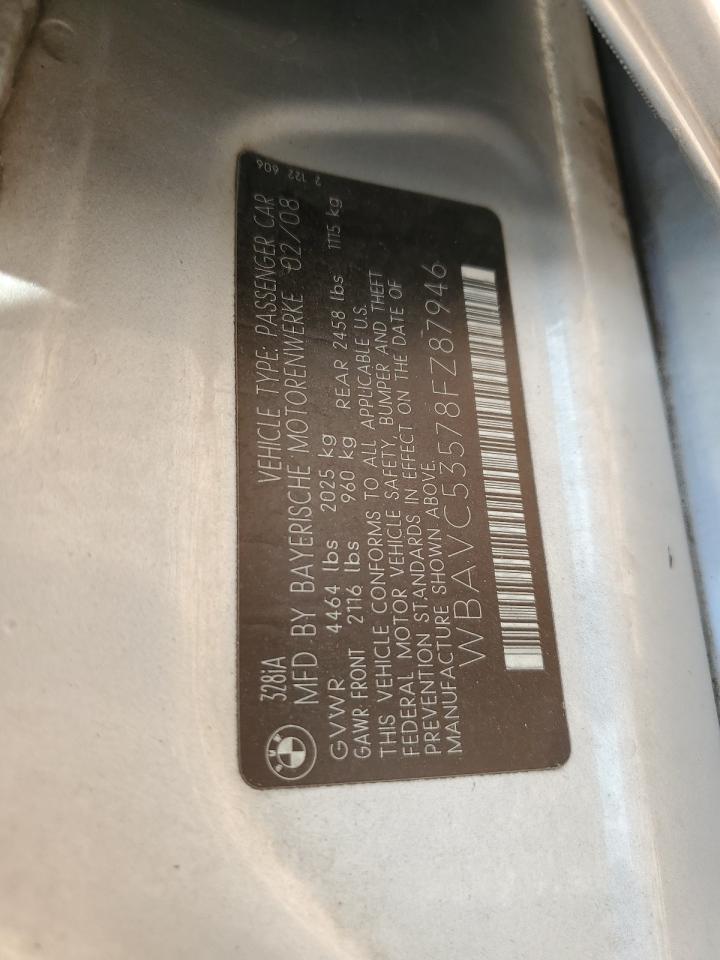 2 122 606
328iA VEHICLE TYPE: PASSENGER CAR
MFD BY BAYERISCHE MOTORENWERKE 02/08
GVWR 4464 lbs 2025 kg
GAWR FRONT 2116 lbs 960 kg REAR 2458 lbs 1115 kg
THIS VEHICLE CONFORMS TO ALL APPLICABLE U.S.
FEDERAL MOTOR VEHICLE SAFETY, BUMPER AND THEFT
PREVENTION STANDARDS IN EFFECT ON THE DATE OF
MANUFACTURE SHOWN ABOVE.
WBAVC53578FZ87946